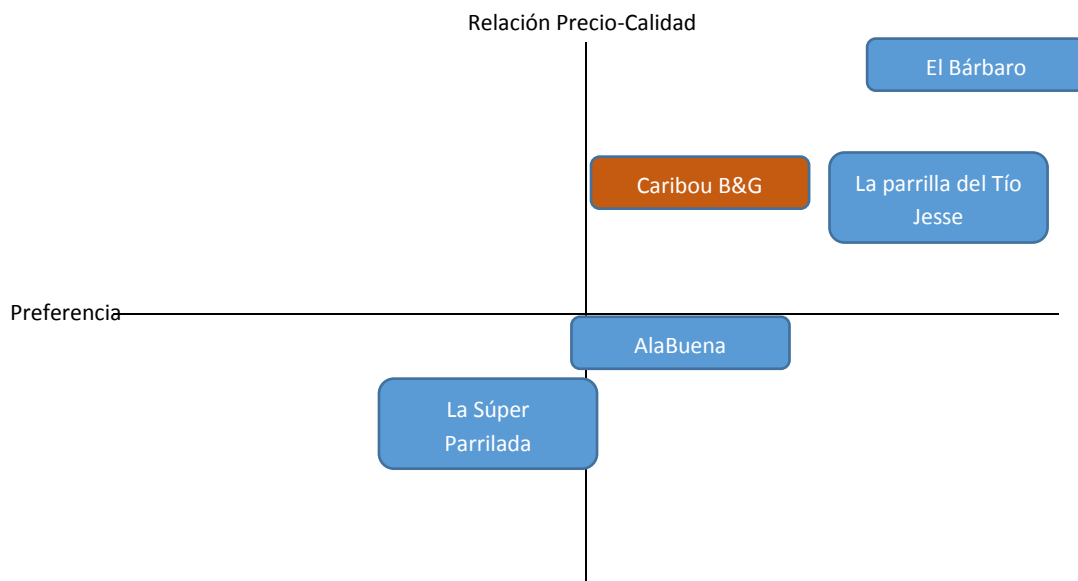 Relación Precio-Calidad
El Bárbaro
Caribou B&G
La parrilla del Tío
Jesse
Preferencia
AlaBuena
La Súper
Parrilada